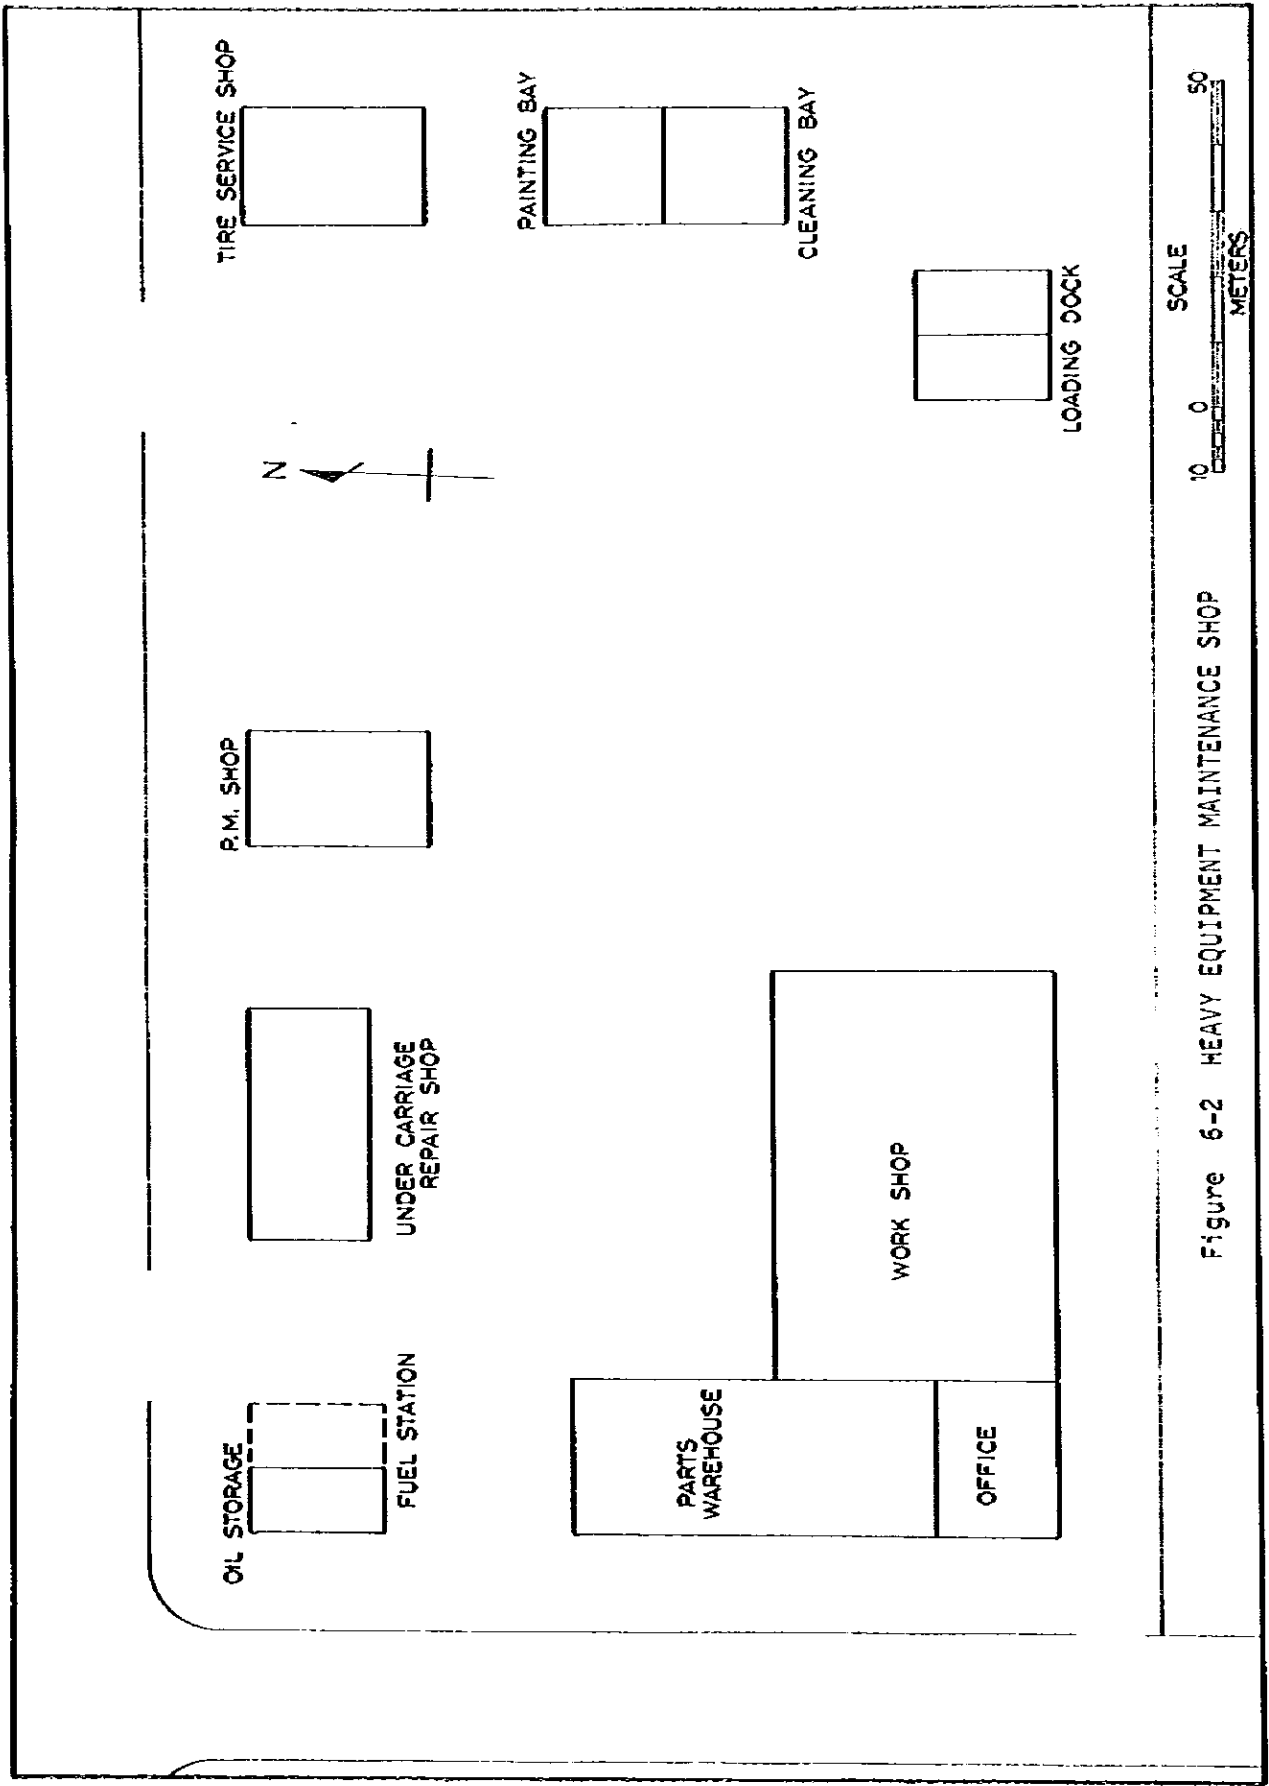 OIL STORAGE
FUEL STATION
UNDER CARRIAGE
REPAIR SHOP
P.M. SHOP
N
TIRE SERVICE SHOP
PAINTING BAY
CLEANING BAY
PARTS
WAREHOUSE
OFFICE
WORK SHOP
LOADING DOCK
SCALE
10 0 50
METERS
Figure 6-2 HEAVY EQUIPMENT MAINTENANCE SHOP